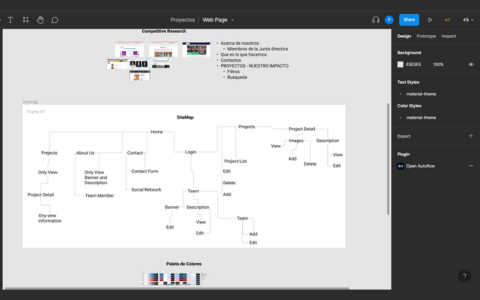 Proyectos / Web Page
Share
4%
Design
Prototype
Inspect
Background
E5E5E5
100%
Text Styles
material-theme
Color Styles
material-theme
Export
Plugin
Open Autoflow
Competitive Research
Acerca de nosotros
Miembros de la Junta directiva
Que es lo que hacemos
Contactos
PROYECTOS - NUESTRO IMPACTO
Filtros
Busqueda
Sitemap
Frame 27
SiteMap
Home
Projects
About Us
Contact
Login
Projects
Project Detail
View
Images
Description
Only View
Only View
Banner and
Description
Contact Form
Project List
Add
Delete
View
Edit
Edit
Delete
Add
Project Detail
Team Member
Social Network
Team
Only view
information
Banner
Description
Edit
View
Edit
Team
Add
Edit
Paleta de Colores
?